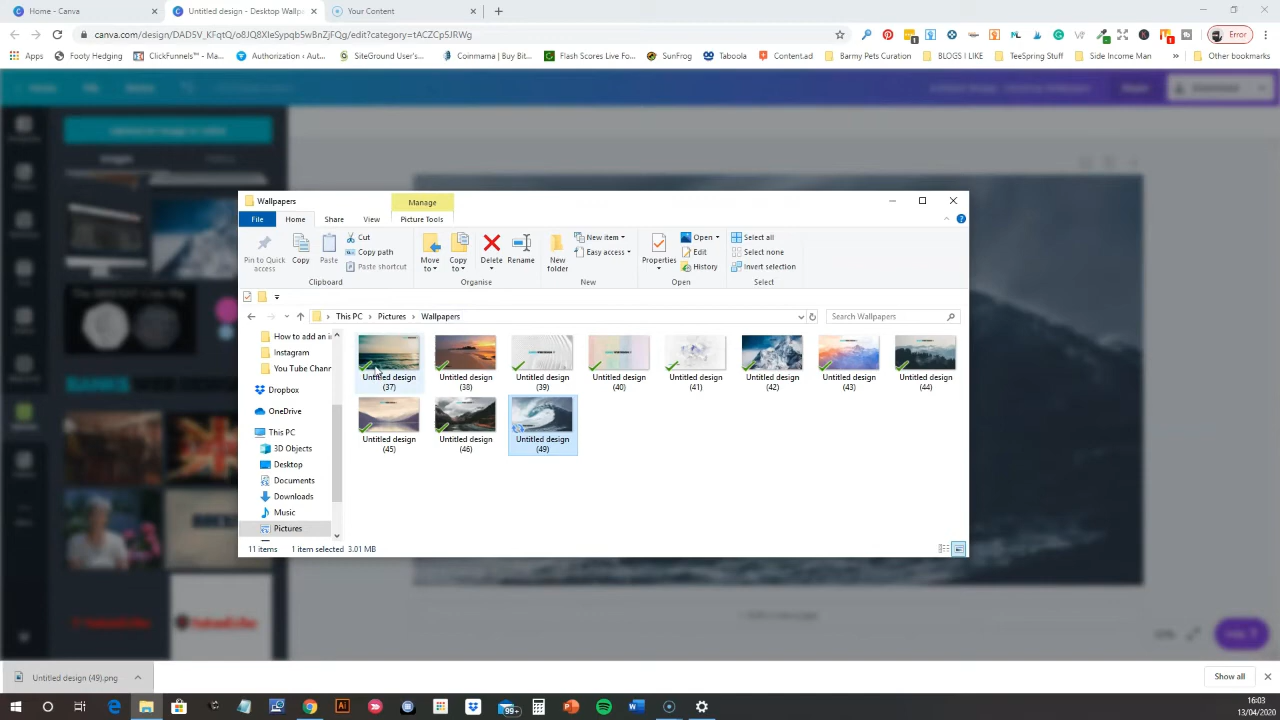 Home - Canva
Untitled design - Desktop Wallpa
Your Content
canva.com/design/DAD5V_KFqtQ/o8JQ8XleSypqb5wBnZjFQg/edit?category=tACZCp5JRWg
Error
Apps
Footy Hedging
ClickFunnels™ - Ma...
Authorization ‹ Aut...
SiteGround User's...
Coinmama | Buy Bit...
Flash Scores Live Fo...
SunFrog
Taboola
Content.ad
Barmy Pets Curation
BLOGS I LIKE
TeeSpring Stuff
Side Income Man
»
Other bookmarks
Wallpapers
Manage
File
Home
Share
View
Picture Tools
Pin to Quick access
Copy
Paste
Cut
Copy path
Paste shortcut
Clipboard
Move to
Copy to
Delete
Rename
Organise
New folder
New item
Easy access
New
Properties
Open
Edit
History
Open
Select all
Select none
Invert selection
Select
This PC
Pictures
Wallpapers
Search Wallpapers
How to add an i
Instagram
You Tube Chann
Dropbox
OneDrive
This PC
3D Objects
Desktop
Documents
Downloads
Music
Pictures
Untitled design (37)
Untitled design (38)
Untitled design (39)
Untitled design (40)
Untitled design (41)
Untitled design (42)
Untitled design (43)
Untitled design (44)
Untitled design (45)
Untitled design (46)
Untitled design (49)
11 items
1 item selected 3.01 MB
Untitled design (49).png
Show all
99+
16:03
13/04/2020